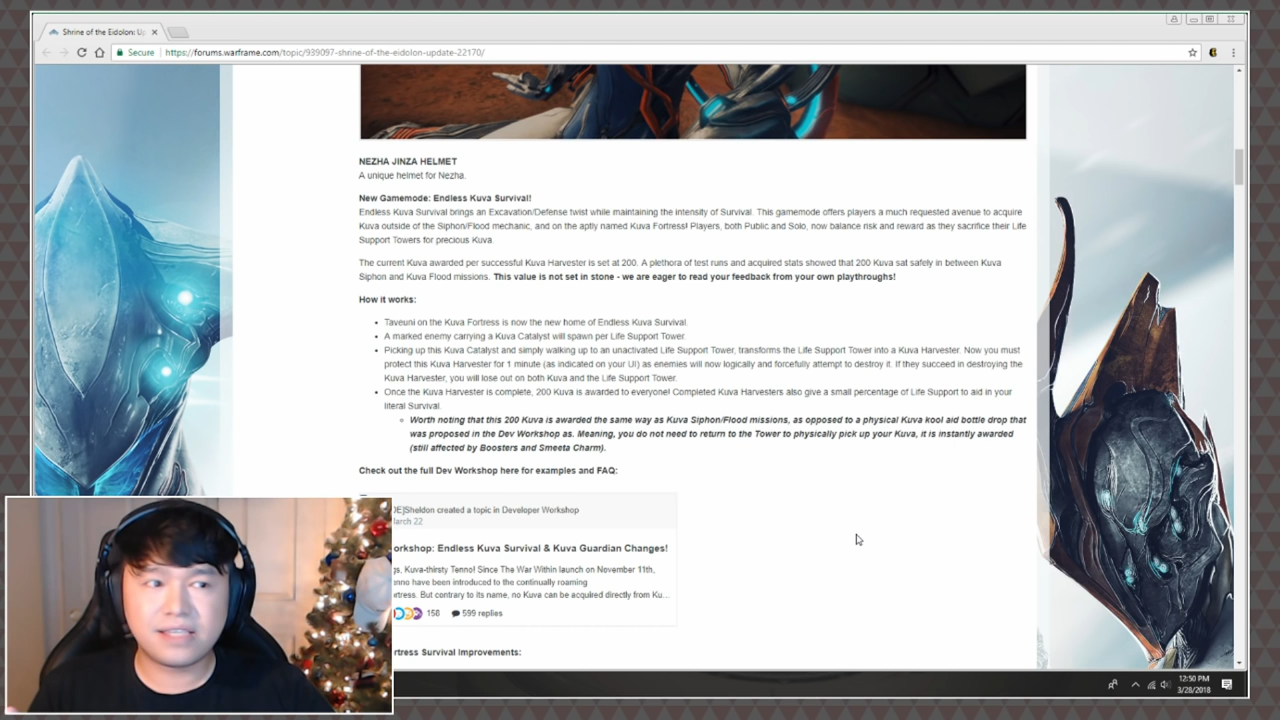 Shrine of the Eidolon: Up
Secure
https://forums.warframe.com/topic/939097-shrine-of-the-eidolon-update-22170/
NEZHA JINZA HELMET
A unique helmet for Nezha.
New Gamemode: Endless Kuva Survival!
Endless Kuva Survival brings an Excavation/Defense twist while maintaining the intensity of Survival. This gamemode offers players a much requested avenue to acquire
Kuva outside of the Siphon/Flood mechanic, and on the aptly named Kuva Fortress! Players, both Public and Solo, now balance risk and reward as they sacrifice their Life
Support Towers for precious Kuva.
The current Kuva awarded per successful Kuva Harvester is set at 200. A plethora of test runs and acquired stats showed that 200 Kuva sat safely in between Kuva
Siphon and Kuva Flood missions. This value is not set in stone - we are eager to read your feedback from your own playthroughs!
How it works:
• Taveuni on the Kuva Fortress is now the new home of Endless Kuva Survival.
• A marked enemy carrying a Kuva Catalyst will spawn per Life Support Tower.
• Picking up this Kuva Catalyst and simply walking up to an unactivated Life Support Tower, transforms the Life Support Tower into a Kuva Harvester. Now you must
protect this Kuva Harvester for 1 minute (as indicated on your UI) as enemies will now logically and forcefully attempt to destroy it. If they succeed in destroying the
Kuva Harvester, you will lose out on both Kuva and the Life Support Tower.
• Once the Kuva Harvester is complete, 200 Kuva is awarded to everyone! Completed Kuva Harvesters also give a small percentage of Life Support to aid in your
literal Survival.
Worth noting that this 200 Kuva is awarded the same way as Kuva Siphon/Flood missions, as opposed to a physical Kuva kool aid bottle drop that
was proposed in the Dev Workshop as. Meaning, you do not need to return to the Tower to physically pick up your Kuva, it is instantly awarded
(still affected by Boosters and Smeeta Charm).
Check out the full Dev Workshop here for examples and FAQ:
DE]Sheldon created a topic in Developer Workshop
arch 22
orkshop: Endless Kuva Survival & Kuva Guardian Changes!
gs, Kuva-thirsty Tenno! Since The War Within launch on November 11th,
enno have been introduced to the continually roaming
ortress. But contrary to its name, no Kuva can be acquired directly from Ku...
158 599 replies
rtress Survival Improvements:
12:50 PM
3/28/2018